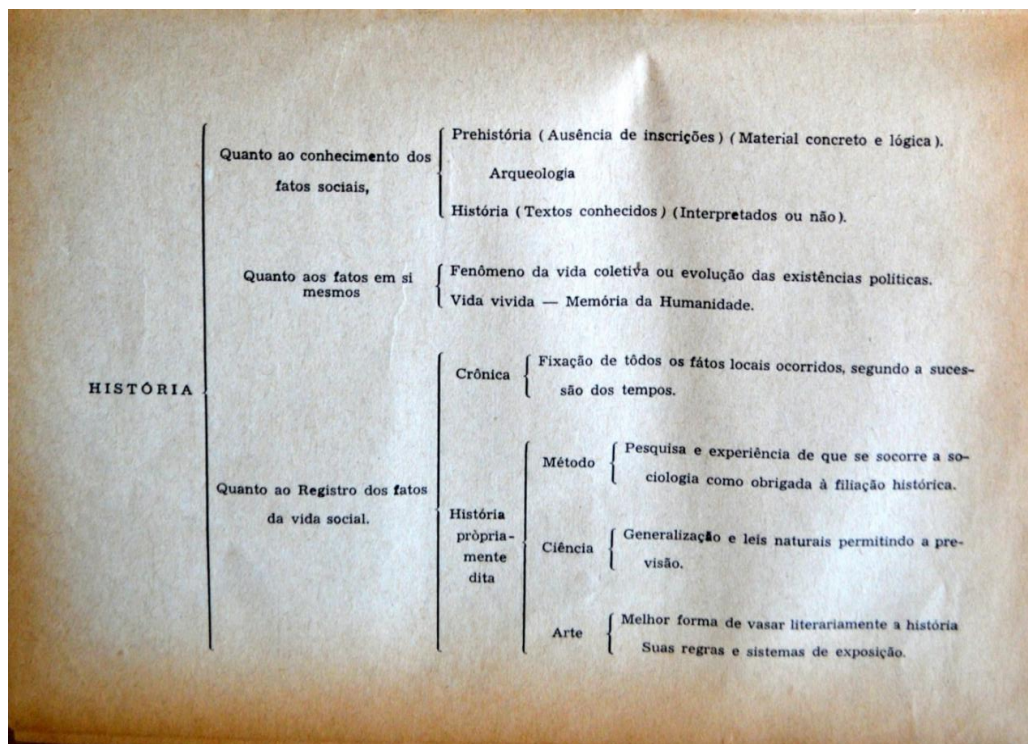 HISTÓRIA
Quanto ao conhecimento dos
fatos sociais,
Prehistória (Ausência de inscrições) (Material concreto e lógica).
Arqueologia
História (Textos conhecidos) (Interpretados ou não).
Quanto aos fatos em si
mesmos
Fenômeno da vida coletiva ou evolução das existências políticas.
Vida vivida — Memória da Humanidade.
Quanto ao Registro dos fatos
da vida social.
Crônica
Fixação de tôdos os fátos locais ocorridos, segundo a suces-
são dos tempos.
História
pròpria-
mente
dita
Método
Pesquisa e experiência de que se socorre a so-
ciologia como obrigada à filiação histórica.
Ciência
Generalização e leis naturais permitindo a pre-
visão.
Arte
Melhor forma de vasar literariamente a história
Suas regras e sistemas de exposição.